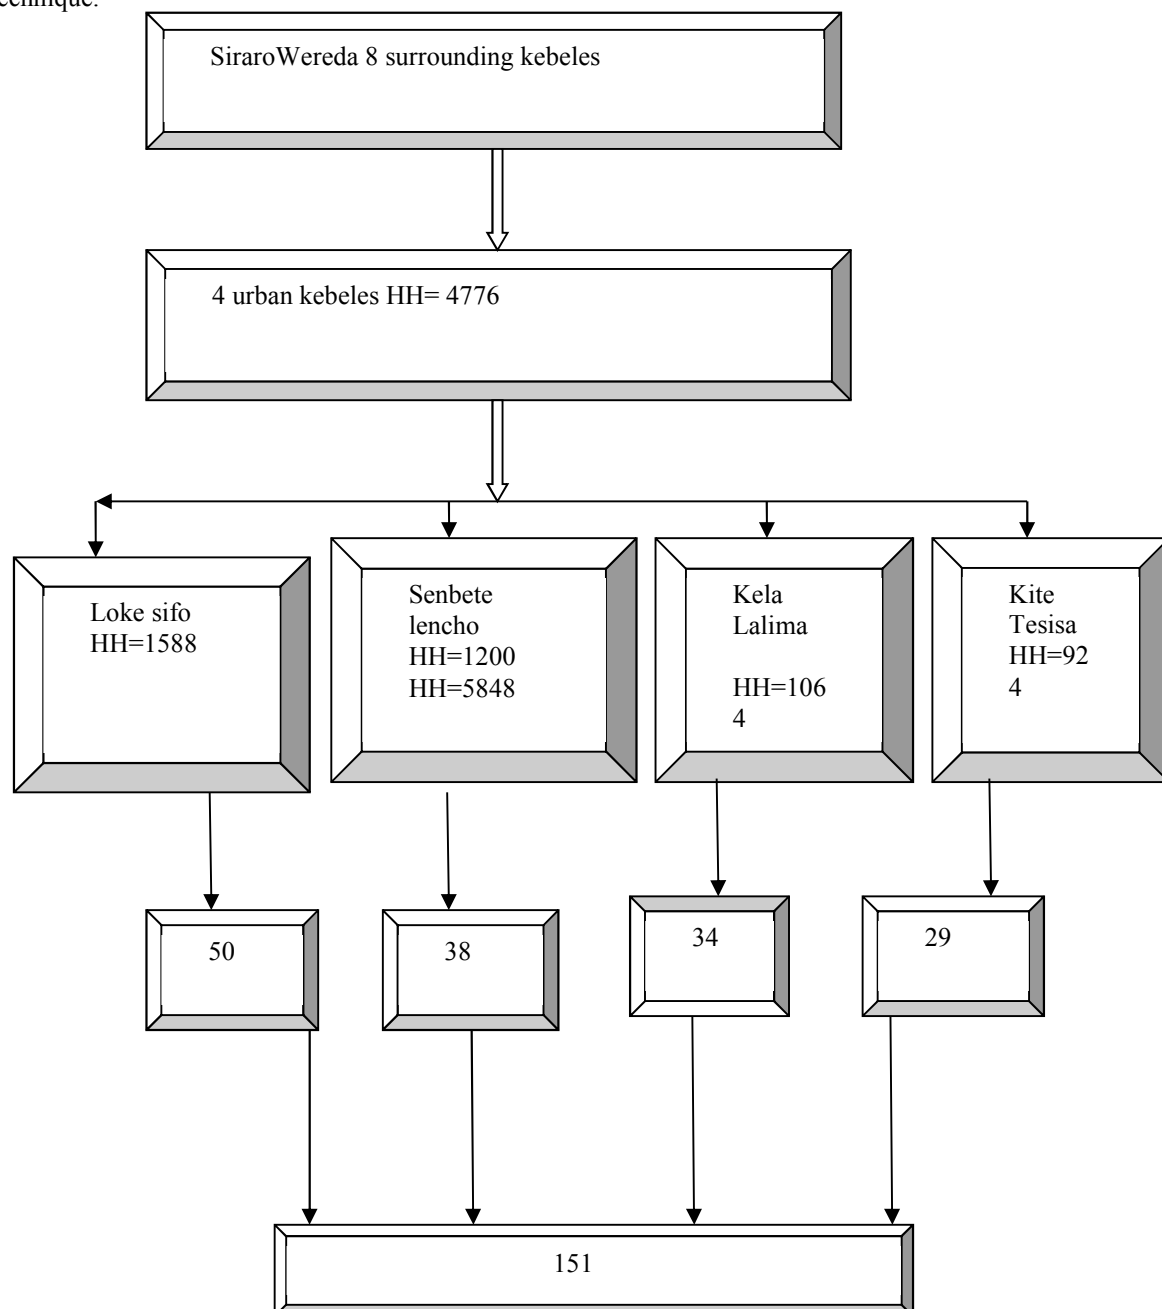 SiraroWereda 8 surrounding kebeles
4 urban kebeles HH= 4776
Loke sifo
HH=1588
Senbete
lencho
HH=1200
HH=5848
Kela
Lalima
HH=106
4
Kite
Tesisa
HH=92
4
50
38
34
29
151